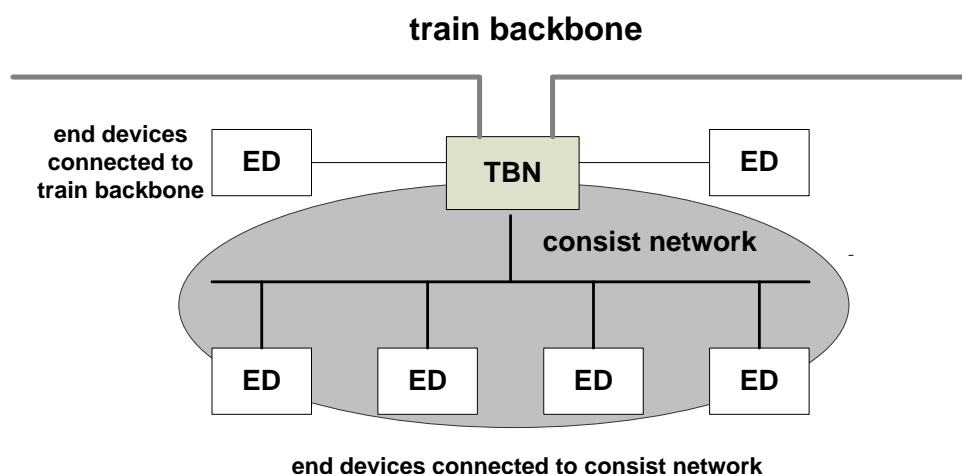 train backbone
end devices
connected to
train backbone
ED
TBN
ED
consist network
ED
ED
ED
ED
end devices connected to consist network